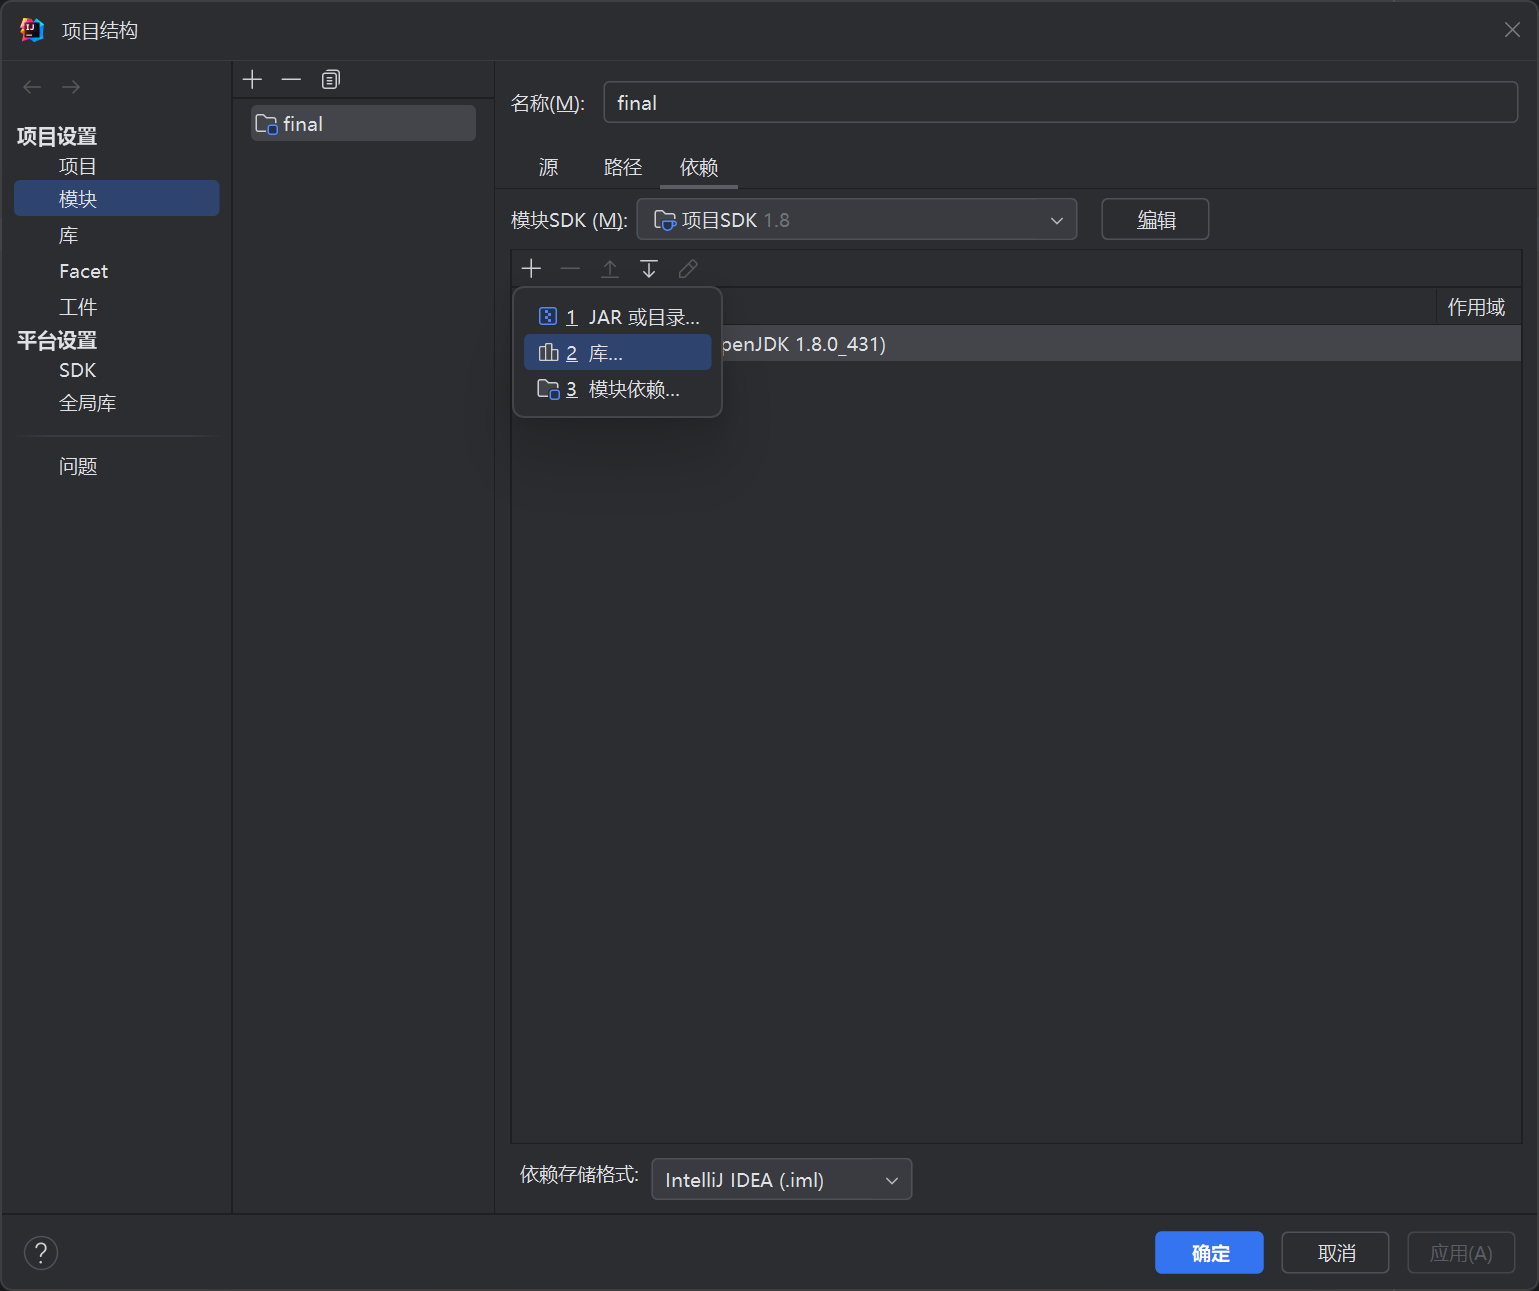 项目结构
项目设置
项目
模块
库
Facet
工件
平台设置
SDK
全局库
问题
final
名称(M):
final
源
路径
依赖
模块SDK (M):
项目SDK 1.8
编辑
作用域
1 JAR 或目录...
2 库...
penJDK 1.8.0_431)
3 模块依赖...
依赖存储格式:
IntelliJ IDEA (.iml)
?
确定
取消
应用(A)